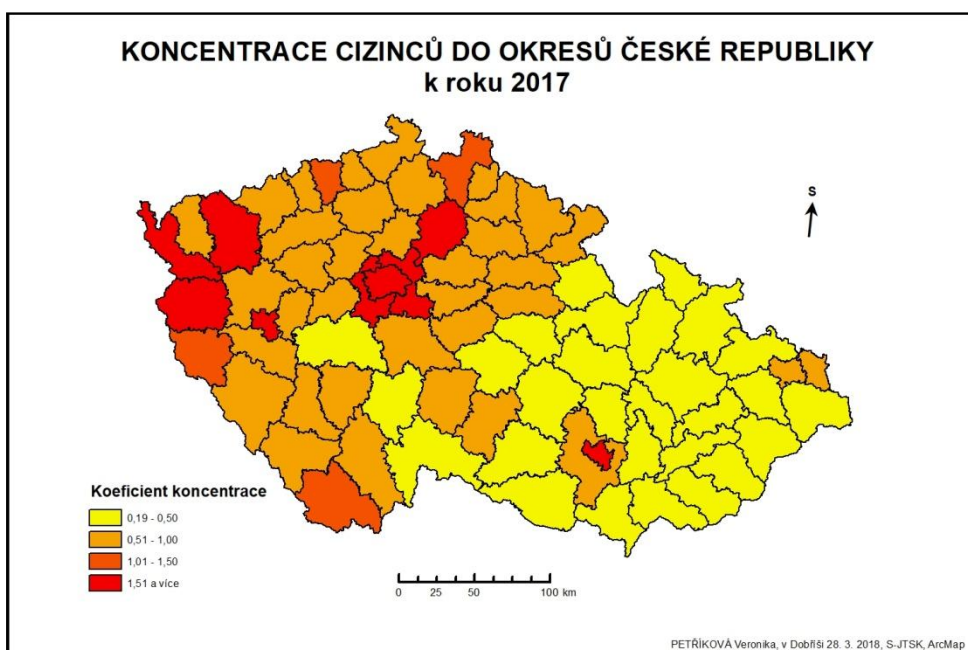 KONCENTRACE CIZINCŮ DO OKRESŮ ČESKÉ REPUBLIKY
k roku 2017
S
Koeficient koncentrace
0,19 - 0,50
0,51 - 1,00
1,01 - 1,50
1,51 a více
0 25 50 100 km
PETŘÍKOVÁ Veronika, v Dobříši 28. 3. 2018, S-JTSK, ArcMap